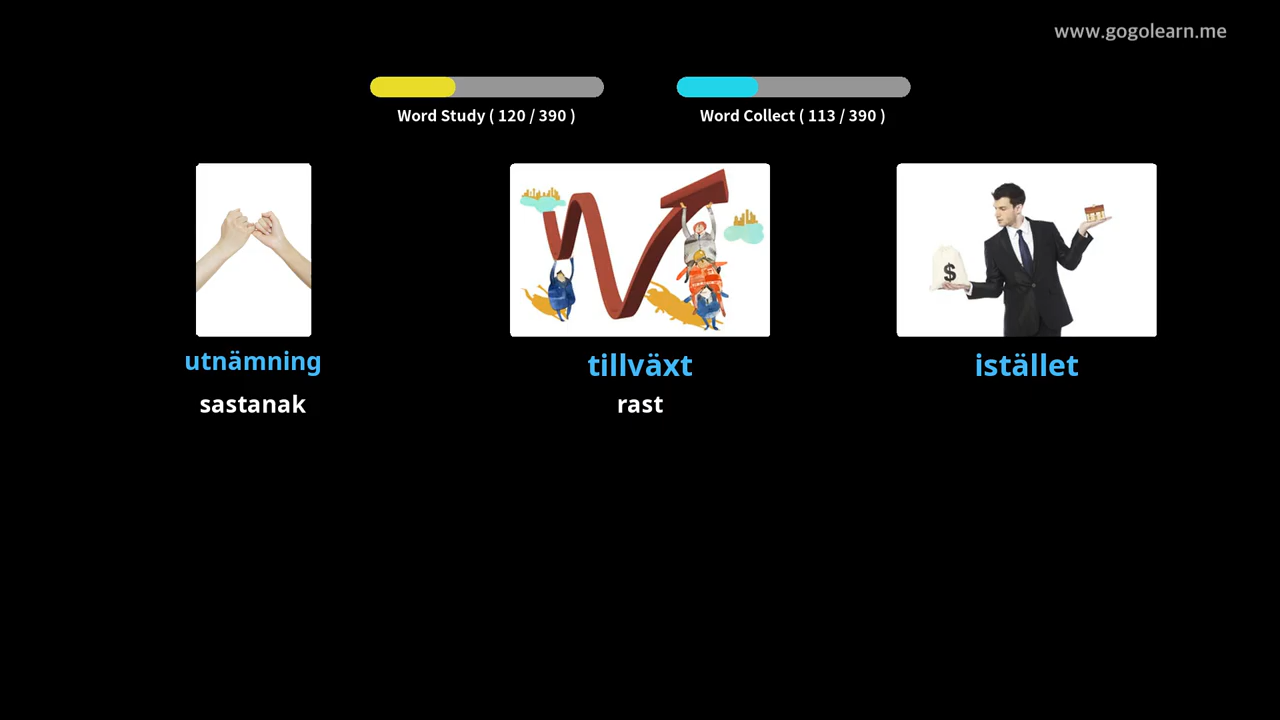 www.gogolearn.me
Word Study ( 120 / 390 )
Word Collect ( 113 / 390 )
$
utnämning
tillväxt
istället
sastanak
rast